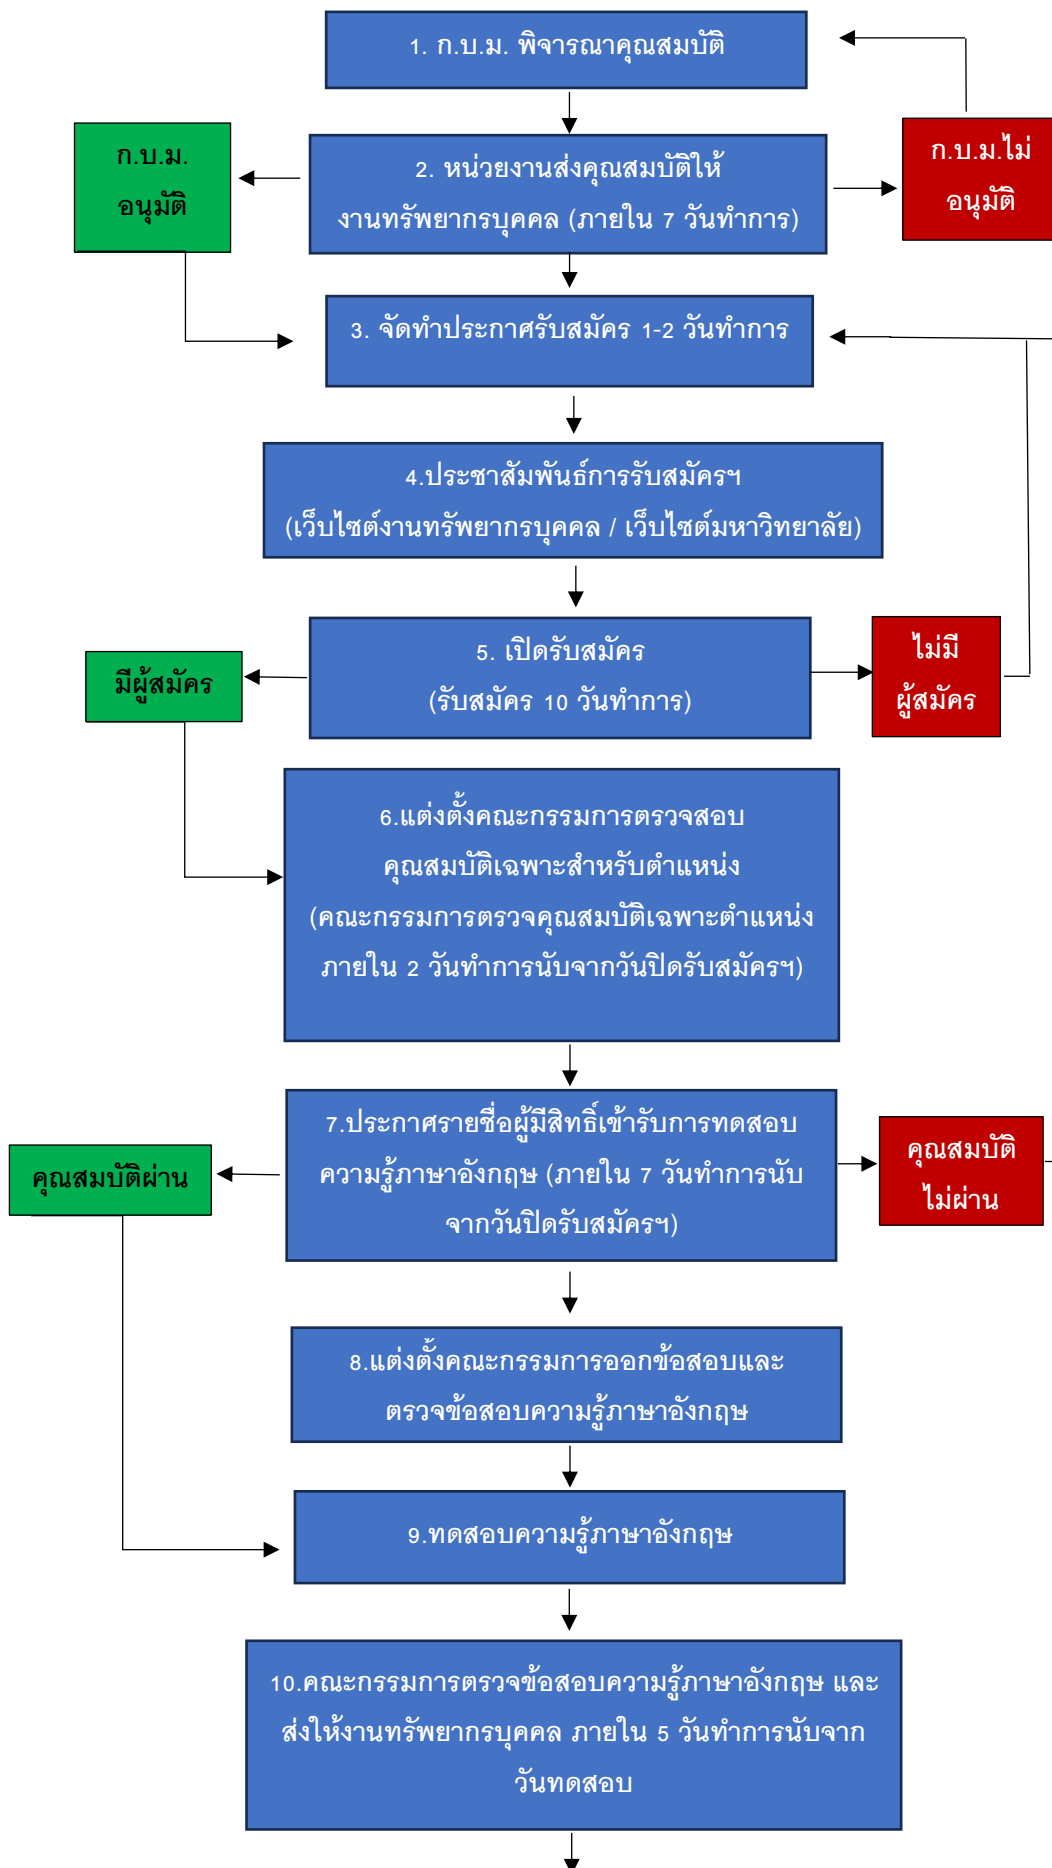 1. ก.บ.ม. พิจารณาคุณสมบัติ
ก.บ.ม.
อนุมัติ
2. หน่วยงานส่งคุณสมบัติให้
งานทรัพยากรบุคคล (ภายใน 7 วันทำการ)
ก.บ.ม.ไม่
อนุมัติ
3. จัดทำประกาศรับสมัคร 1-2 วันทำการ
4.ประชาสัมพันธ์การรับสมัครฯ
(เว็บไซต์งานทรัพยากรบุคคล / เว็บไซต์มหาวิทยาลัย)
มีผู้สมัคร
5. เปิดรับสมัคร
(รับสมัคร 10 วันทำการ)
ไม่มี
ผู้สมัคร
6.แต่งตั้งคณะกรรมการตรวจสอบ
คุณสมบัติเฉพาะสำหรับตำแหน่ง
(คณะกรรมการตรวจคุณสมบัติเฉพาะตำแหน่ง
ภายใน 2 วันทำการนับจากวันปิดรับสมัครฯ)
คุณสมบัติผ่าน
7.ประกาศรายชื่อผู้มีสิทธิ์เข้ารับการทดสอบ
ความรู้ภาษาอังกฤษ (ภายใน 7 วันทำการนับ
จากวันปิดรับสมัครฯ)
คุณสมบัติ
ไม่ผ่าน
8.แต่งตั้งคณะกรรมการออกข้อสอบและ
ตรวจข้อสอบความรู้ภาษาอังกฤษ
9.ทดสอบความรู้ภาษาอังกฤษ
10.คณะกรรมการตรวจข้อสอบความรู้ภาษาอังกฤษ และ
ส่งให้งานทรัพยากรบุคคล ภายใน 5 วันทำการนับจาก
วันทดสอบ